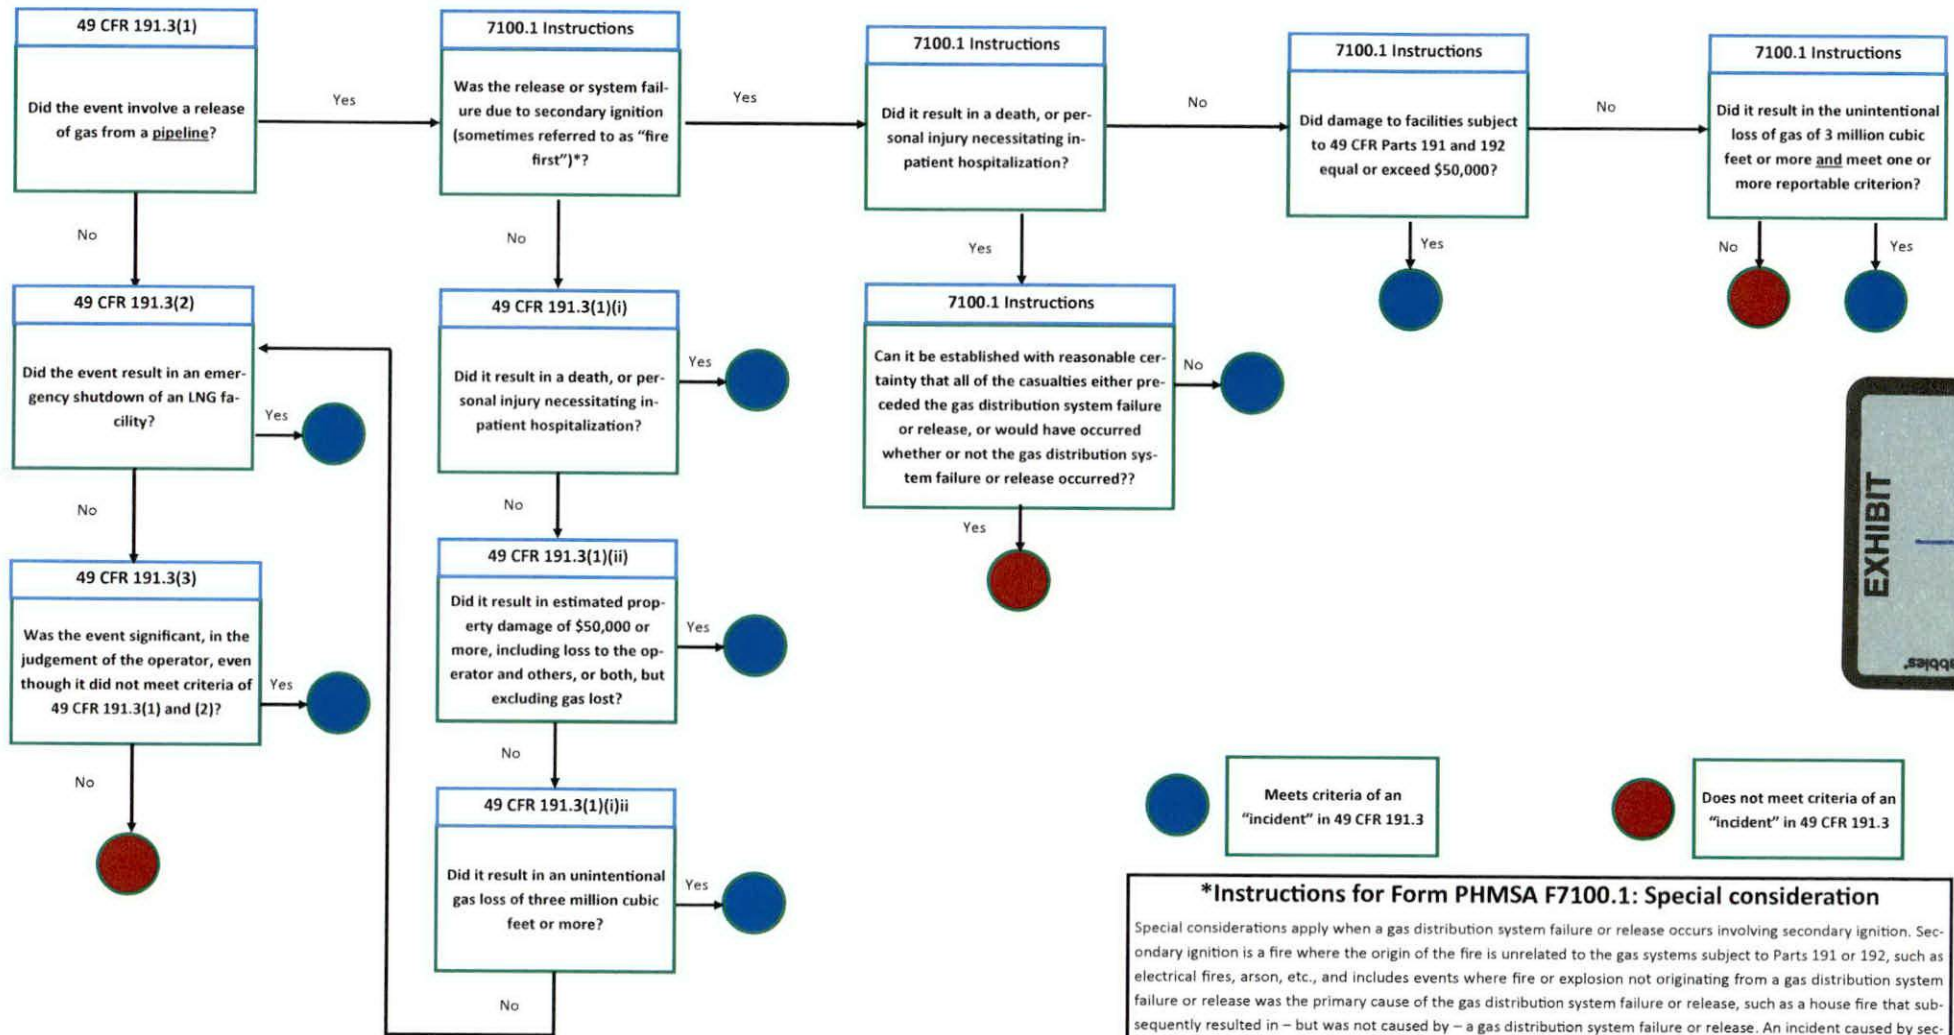 49 CFR 191.3(1)
Did the event involve a release
of gas from a pipeline?
Yes
No
7100.1 Instructions
Was the release or system fail-
ure due to secondary ignition
(sometimes referred to as “fire
first”)*?
Yes
No
7100.1 Instructions
Did it result in a death, or per-
sonal injury necessitating in-
patient hospitalization?
No
Yes
7100.1 Instructions
Did damage to facilities subject
to 49 CFR Parts 191 and 192
equal or exceed $50,000?
No
Yes
7100.1 Instructions
Did it result in the unintentional
loss of gas of 3 million cubic
feet or more and meet one or
more reportable criterion?
No
Yes
49 CFR 191.3(2)
Did the event result in an emer-
gency shutdown of an LNG fa-
cility?
Yes
No
49 CFR 191.3(1)(i)
Did it result in a death, or per-
sonal injury necessitating in-
patient hospitalization?
Yes
No
7100.1 Instructions
Can it be established with reasonable cer-
tainty that all of the casualties either pre-
ceded the gas distribution system failure
or release, or would have occurred
whether or not the gas distribution sys-
tem failure or release occurred??
No
Yes
49 CFR 191.3(3)
Was the event significant, in the
judgement of the operator, even
though it did not meet criteria of
49 CFR 191.3(1) and (2)?
Yes
No
49 CFR 191.3(1)(ii)
Did it result in estimated prop-
erty damage of $50,000 or
more, including loss to the op-
erator and others, or both, but
excluding gas lost?
Yes
No
49 CFR 191.3(1)(i)ii
Did it result in an unintentional
gas loss of three million cubic
feet or more?
Yes
No
EXHIBIT
Meets criteria of an
“incident” in 49 CFR 191.3
Does not meet criteria of an
“incident” in 49 CFR 191.3
*Instructions for Form PHMSA F7100.1: Special consideration
Special considerations apply when a gas distribution system failure or release occurs involving secondary ignition. Sec-
ondary ignition is a fire where the origin of the fire is unrelated to the gas systems subject to Parts 191 or 192, such as
electrical fires, arson, etc., and includes events where fire or explosion not originating from a gas distribution system
failure or release was the primary cause of the gas distribution system failure or release, such as a house fire that sub-
sequently resulted in – but was not caused by – a gas distribution system failure or release. An incident caused by sec-